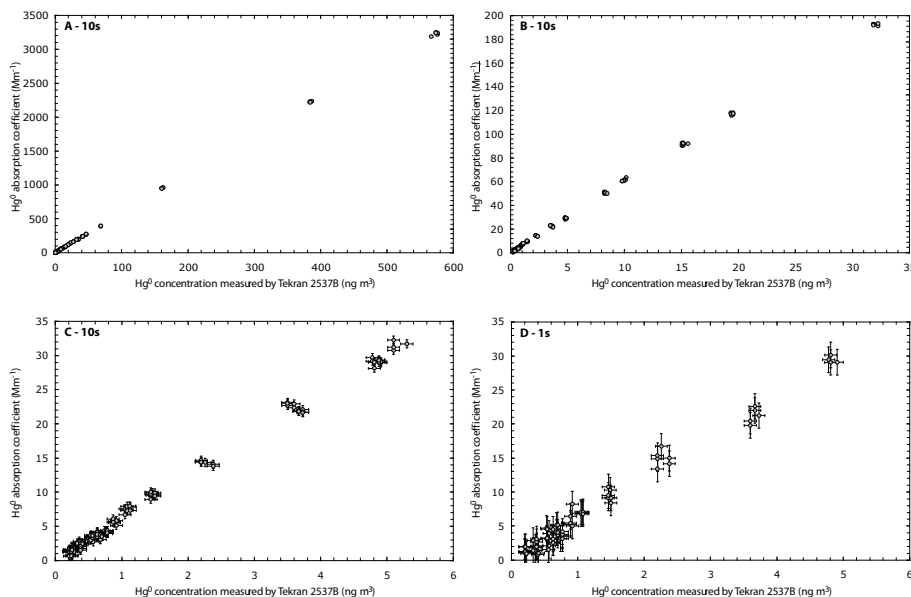 A - 10s
3500
3000
2500
2000
1500
1000
500
0
Hg⁰ absorption coefficient (Mm⁻¹)
0 100 200 300 400 500 600
Hg⁰ concentration measured by Tekran 2537B (ng m³)
B - 10s
200
180
160
140
120
100
80
60
40
20
0
Hg⁰ absorption coefficient (Mm⁻¹)
0 5 10 15 20 25 30 35
Hg⁰ concentration measured by Tekran 2537B (ng m³)
C - 10s
35
30
25
20
15
10
5
0
Hg⁰ absorption coefficient (Mm⁻¹)
0 1 2 3 4 5 6
Hg⁰ concentration measured by Tekran 2537B (ng m³)
D - 1s
35
30
25
20
15
10
5
0
Hg⁰ absorption coefficient (Mm⁻¹)
0 1 2 3 4 5 6
Hg⁰ concentration measured by Tekran 2537B (ng m³)